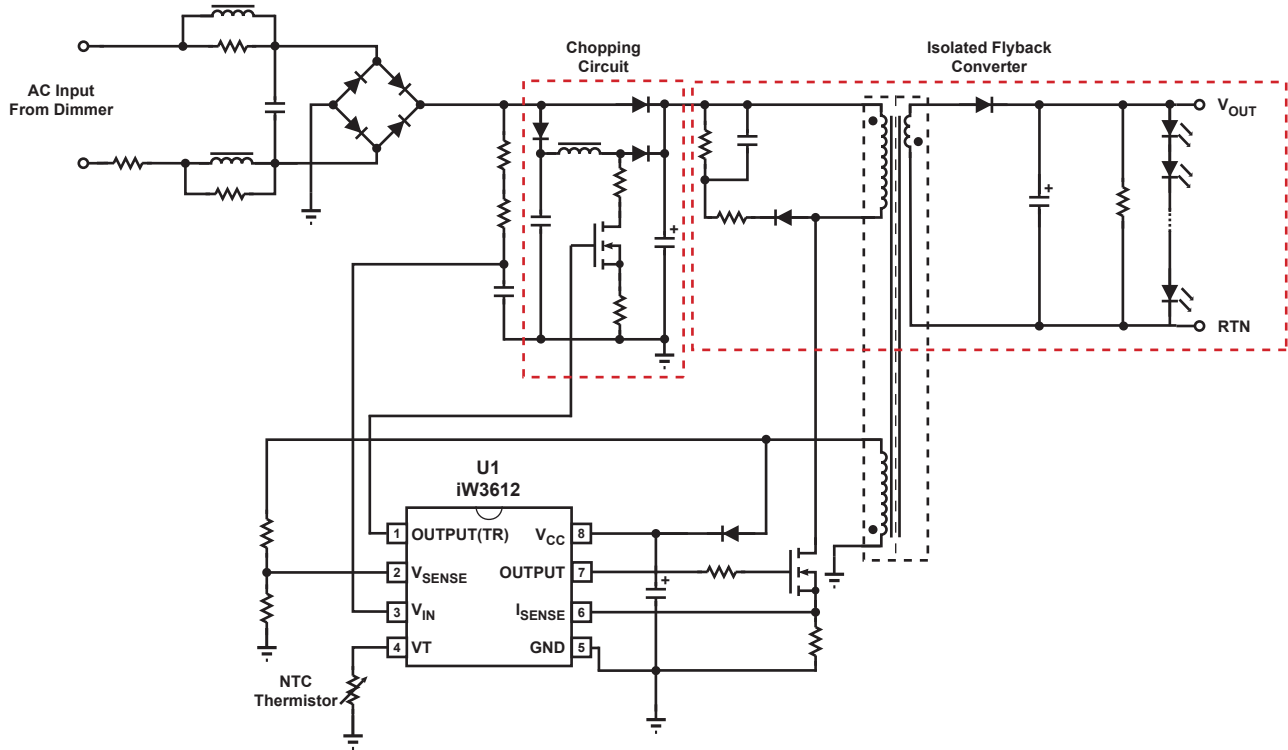 Chopping
Circuit
Isolated Flyback
Converter
AC Input
From Dimmer
+
+
VOUT
RTN
U1
iW3612
1 OUTPUT(TR) VCC 8
2 VSENSE OUTPUT 7
3 VIN ISENSE 6
4 VT GND 5
+
NTC
Thermistor